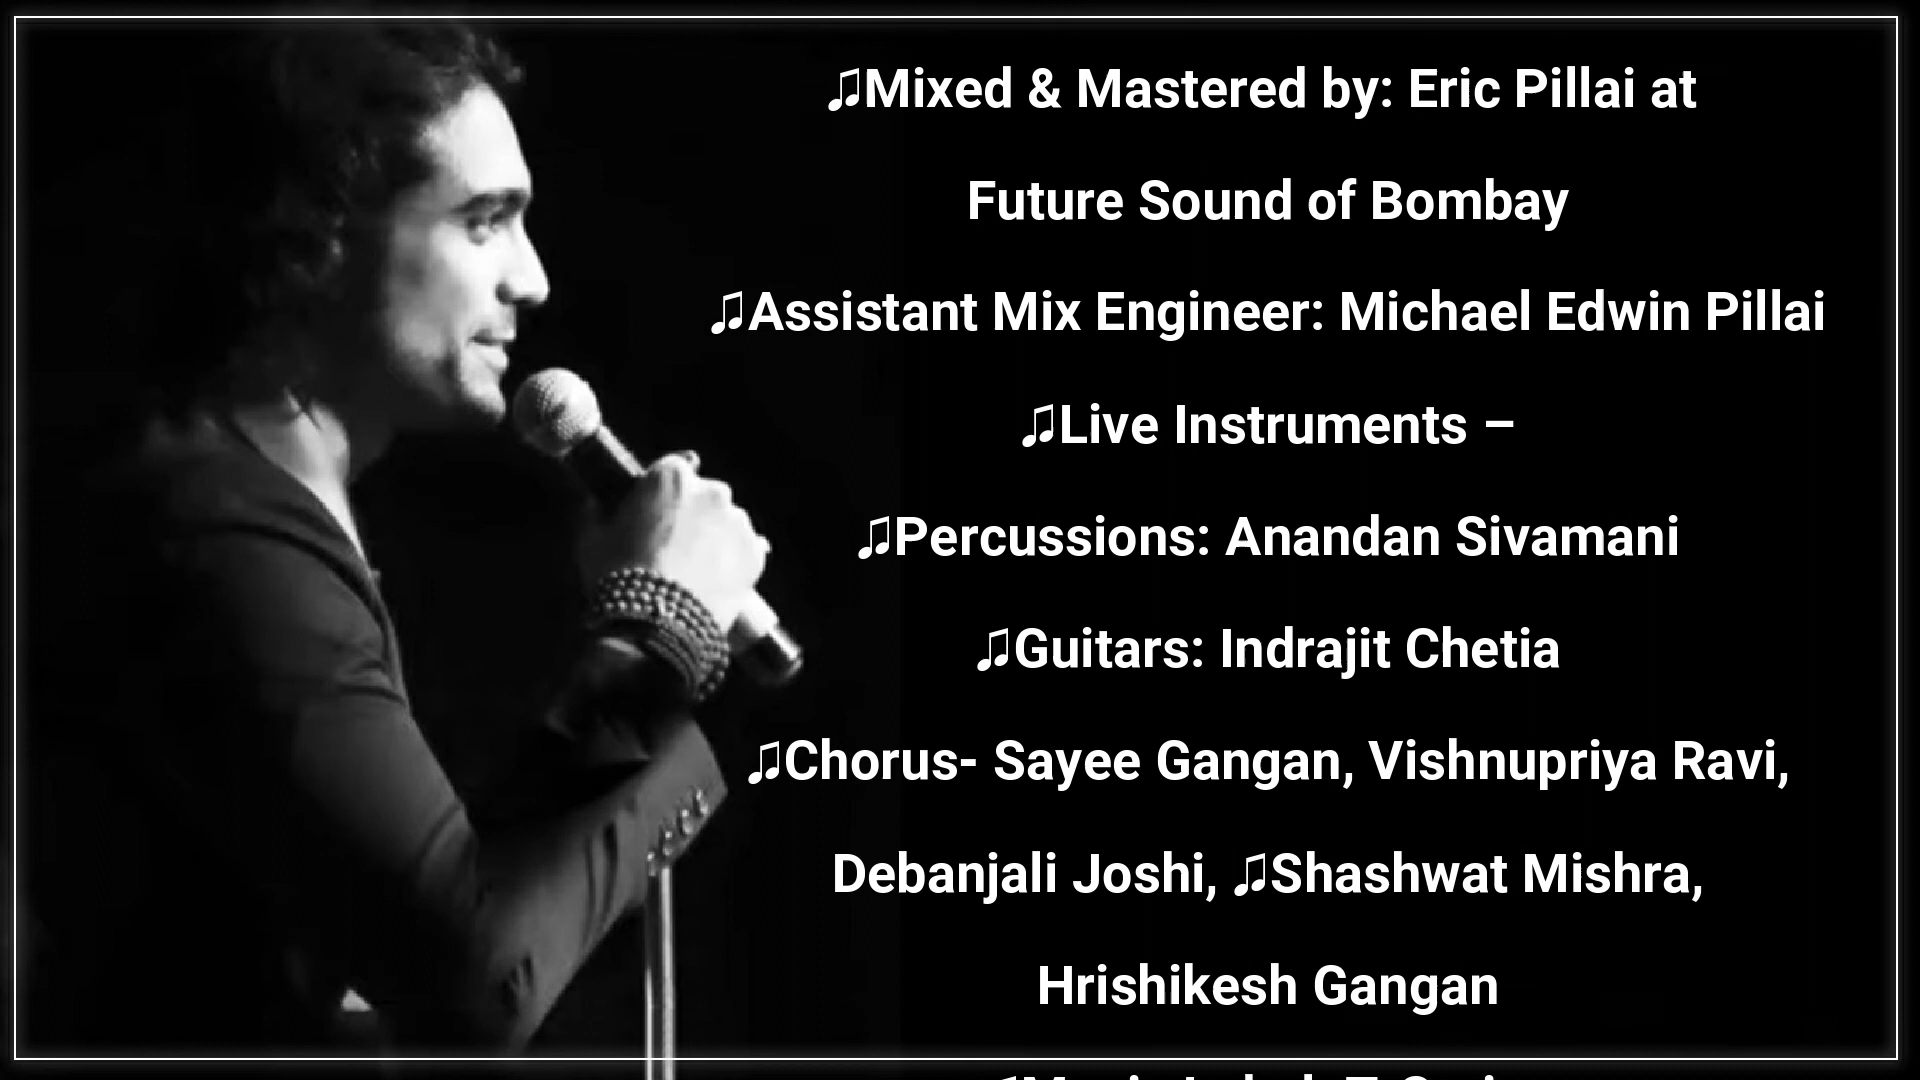 ♫Mixed & Mastered by: Eric Pillai at
Future Sound of Bombay
♫Assistant Mix Engineer: Michael Edwin Pillai
♫Live Instruments –
♫Percussions: Anandan Sivamani
♫Guitars: Indrajit Chetia
♫Chorus- Sayee Gangan, Vishnupriya Ravi,
Debanjali Joshi, ♫Shashwat Mishra,
Hrishikesh Gangan